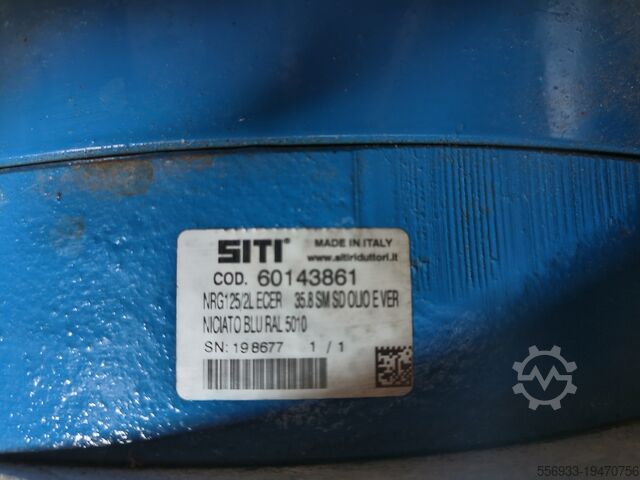 SITI® MADE IN ITALY
www.sitiriduttori.it
COD. 60143861
NRG125/2L ECER 35.8 SM SD OLIO E VER
NICIATO BLU RAL 5010
SN: 198677 1 / 1
556933-19470756